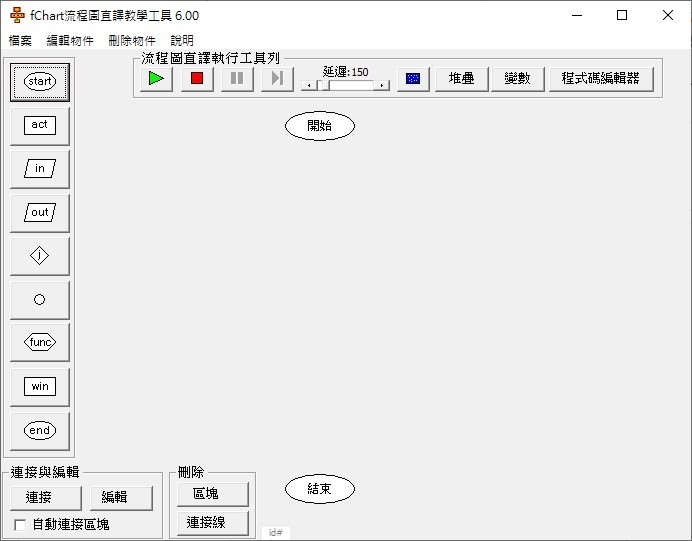 fChart流程圖直譯教學工具 6.00
檔案 編輯物件 刪除物件 說明
流程圖直譯執行工具列
延遲:150
堆疊 變數 程式碼編輯器
start
act
in
out
i
func
win
end
開始
結束
連接與編輯
連接 編輯
自動連接區塊
刪除
區塊
連接線
id#